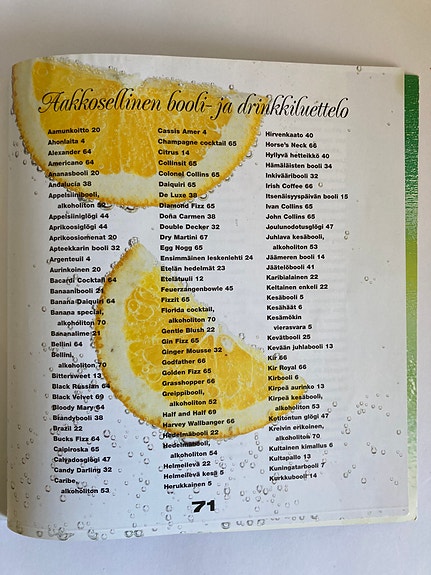 Aakkosellinen booli- ja drinkkiluettelo
Aamunkoitto 20
Ahonlaita 4
Alexander 64
Americano 64
Ananasbooli 20
Andalucia 38
Appelsiinibooli,
alkoholiton 52
Appelsiiniglögi 44
Aprikoosiglögi 44
Aprikoosiomenat 20
Apteekkarin booli 32
Argenteuil 4
Aurinkoinen 20
Bacardi Cocktail 64
Banaanibooli 21
Banana Daiquiri 64
Banana special,
alkoholiton 70
Bananalime 21
Bellini 64
Bellini,
alkoholiton 70
Bittersweet 13
Black Russian 64
Black Velvet 69
Bloody Mary 64
Brandybooli 38
Brazil 22
Bucks Fizz 64
Caipiroska 65
Calvadosglögi 47
Candy Darling 32
Caribe,
alkoholiton 53
Cassis Amer 4
Champagne cocktail 65
Citrus 14
Collinsit 65
Colonel Collins 65
Daiquiri 65
De Luxe 38
Diamond Fizz 65
Doña Carmen 38
Double Decker 32
Dry Martini 67
Egg Nogg 65
Ensimmäinen leskenlehti 24
Etelän hedelmät 23
Etelätuuli 12
Feuerzangenbowle 45
Fizzit 65
Florida cocktail,
alkoholiton 70
Gentle Blush 22
Gin Fizz 65
Ginger Mousse 32
Godfather 66
Golden Fizz 65
Grasshopper 66
Greippibooli,
alkoholiton 52
Half and Half 69
Harvey Wallbanger 66
Hedelmäbooli 22
Hedelmäbooli,
alkoholiton 54
Helmeilevä 22
Helmeilevä kesä 5
Herukkainen 5
Hirvenkaato 40
Horse's Neck 66
Hyllyvä hetteikkö 40
Hämäläisten booli 34
Inkivääribooli 32
Irish Coffee 66
Itsenäisyyspäivän booli 15
Ivan Collins 65
John Collins 65
Joulunodotusglögi 47
Juhlava kesäbooli,
alkoholiton 52
Jäämeren booli 14
Jäätelöbooli 41
Karibialainen 22
Keltainen enkeli 22
Kesäbooli 5
Kesähäät 6
Kesämökin
vierasvara 5
Kevätbooli 25
Kevään juhlabooli 13
Kir 66
Kir Royal 66
Kirbooli 6
Kirpeä aurinko 13
Kirpeä kesäbooli,
alkoholiton 53
Kotitontun glögi 47
Kreivin erikoinen,
alkoholiton 70
Kultainen kimallus 6
Kultapallo 13
Kuningatarbooli 7
Kurkkubooli 14
71